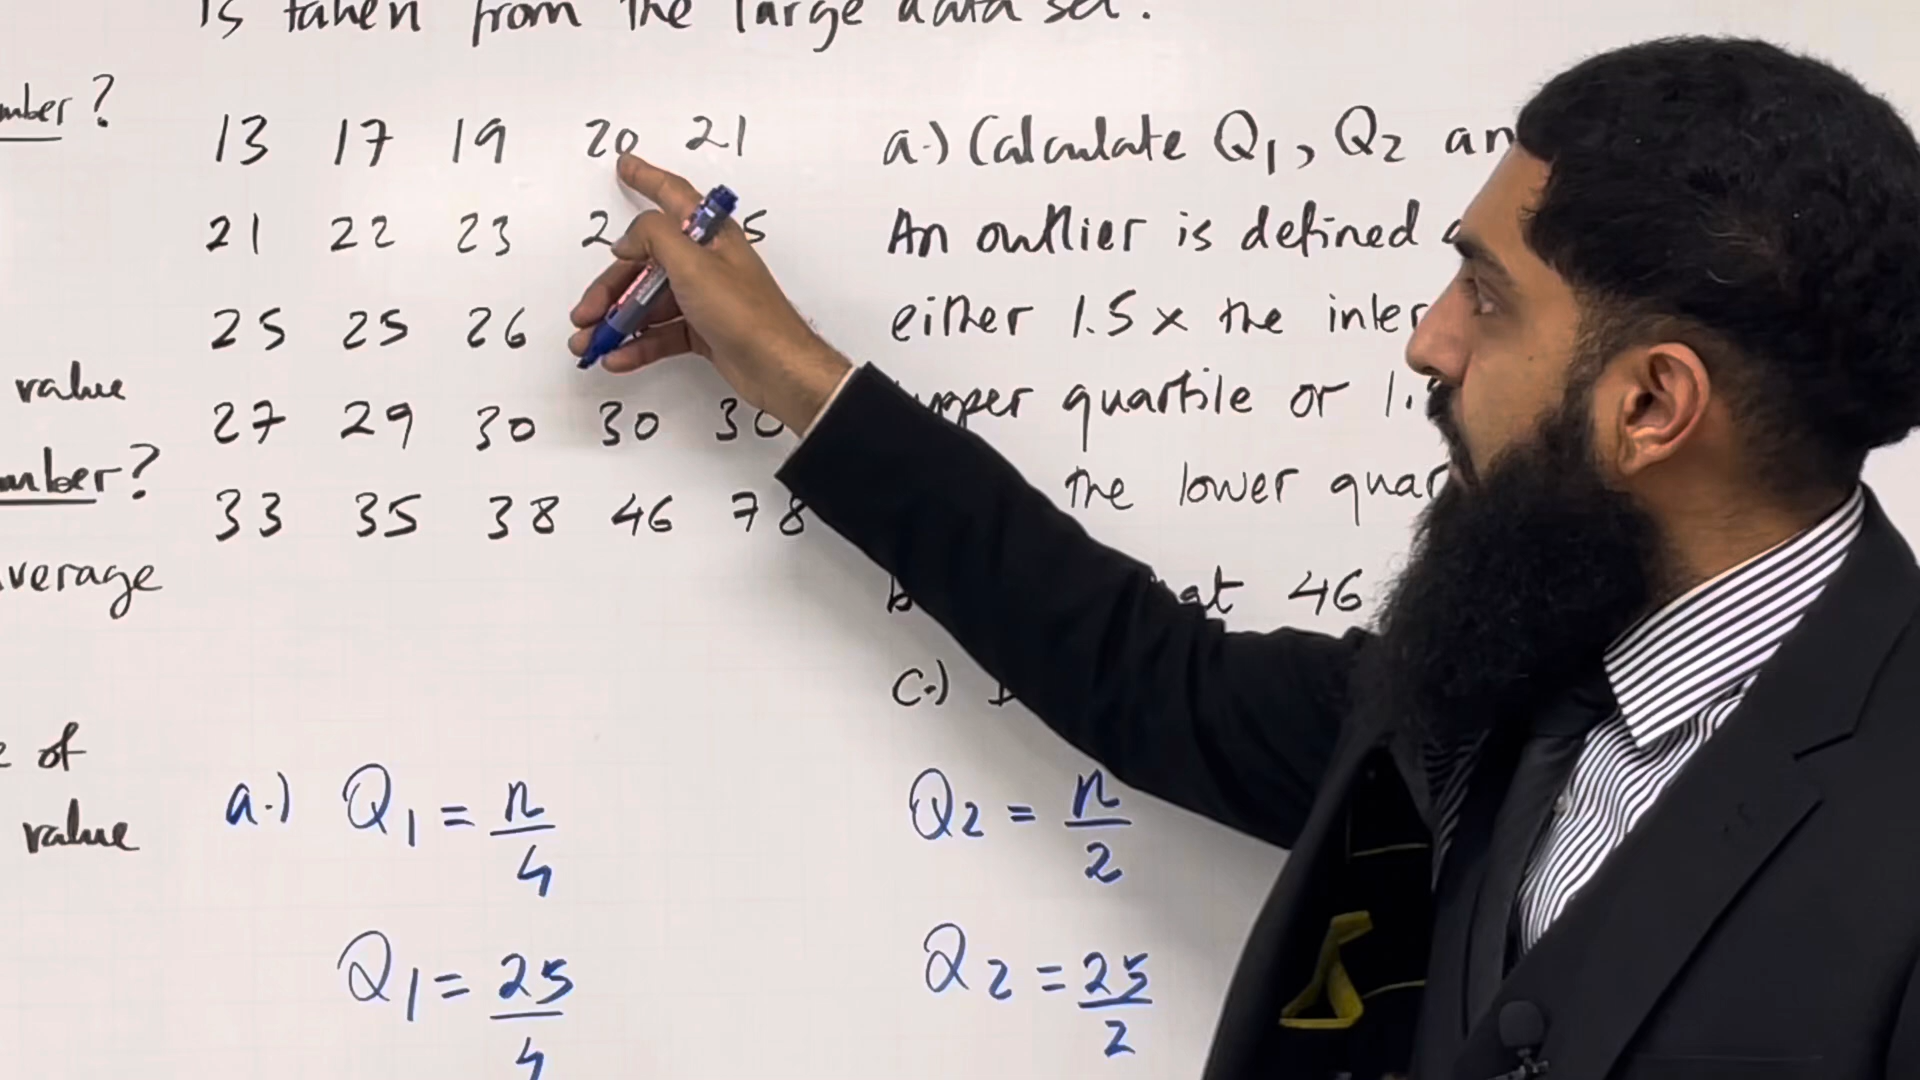 is taken from the large data set.
mber?
13 17 19 20 21
21 22 23 2 5
25 25 26
27 29 30 30 30
33 35 38 46 78
value
mber?
verage
of
value
a.) Calculate Q1, Q2 an
An outlier is defined
either 1.5 x the inter
upper quartile or 1.
the lower quar
b at 46
c.)
a.) Q1 = n/4
Q1 = 25/4
Q2 = n/2
Q2 = 25/2